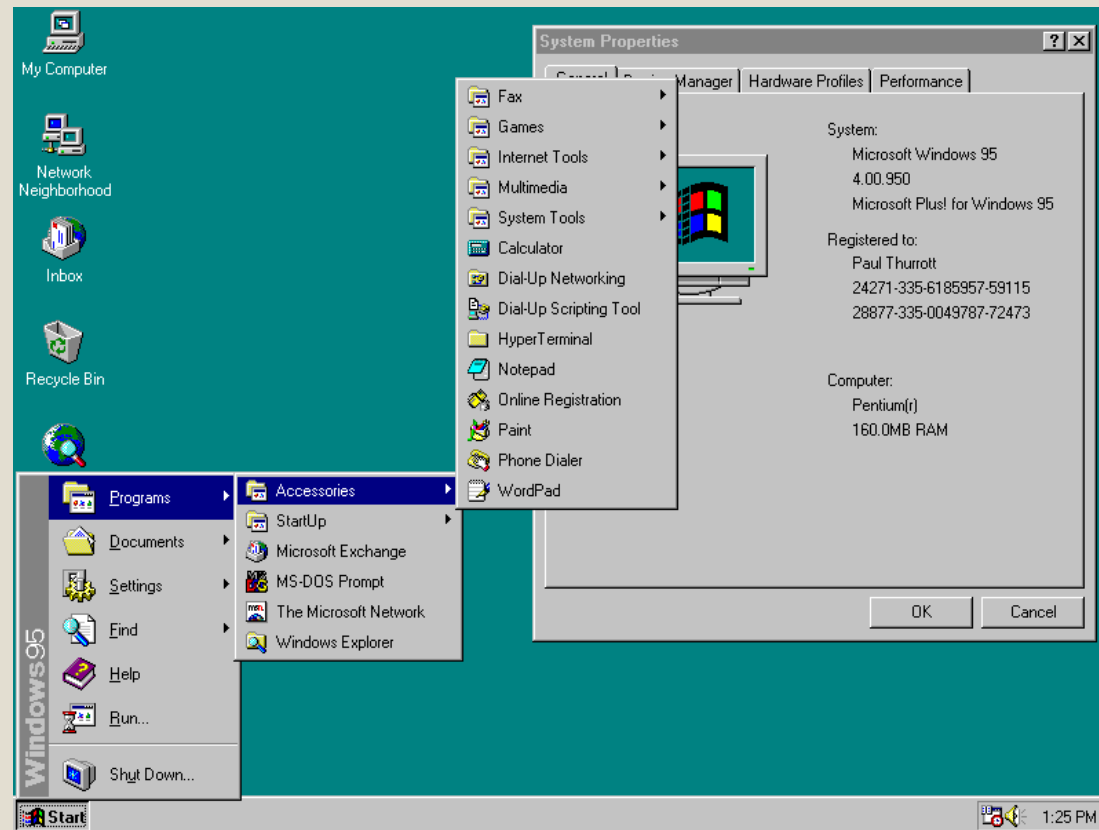 My Computer
Network
Neighborhood
Inbox
Recycle Bin
System Properties
Manager
Hardware Profiles
Performance
System:
Microsoft Windows 95
4.00.950
Microsoft Plus! for Windows 95
Registered to:
Paul Thurrott
24271-335-6185957-59115
28877-335-0049787-72473
Computer:
Pentium(r)
160.0MB RAM
OK
Cancel
Fax
Games
Internet Tools
Multimedia
System Tools
Calculator
Dial-Up Networking
Dial-Up Scripting Tool
HyperTerminal
Notepad
Online Registration
Paint
Phone Dialer
WordPad
Accessories
StartUp
Microsoft Exchange
MS-DOS Prompt
The Microsoft Network
Windows Explorer
Programs
Documents
Settings
Find
Help
Run...
Shut Down...
Windows95
Start
1:25 PM